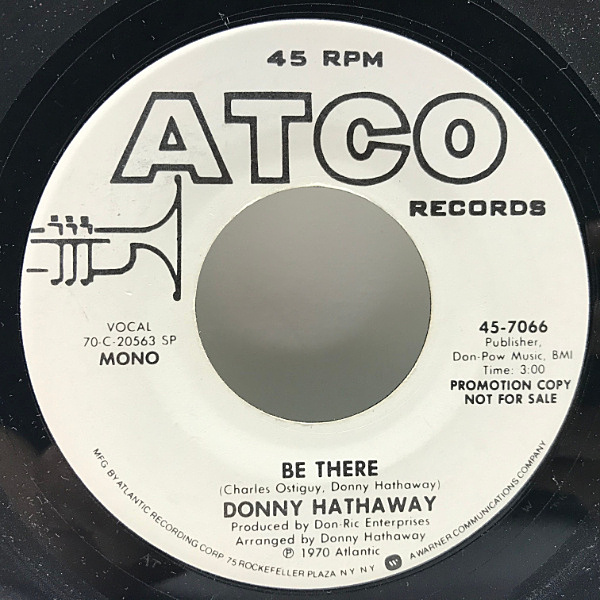 45 RPM
ATCO
RECORDS
VOCAL
70-C-20563 SP
MONO
45-7066
Publisher,
Don-Pow Music, BMI
Time: 3:00
PROMOTION COPY
NOT FOR SALE
BE THERE
(Charles Ostiguy, Donny Hathaway)
DONNY HATHAWAY
Produced by Don-Ric Enterprises
Arranged by Donny Hathaway
℗ 1970 Atlantic
MFG. BY ATLANTIC RECORDING CORP. 75 ROCKEFELLER PLAZA N.Y. N.Y. W A WARNER COMMUNICATIONS COMPANY